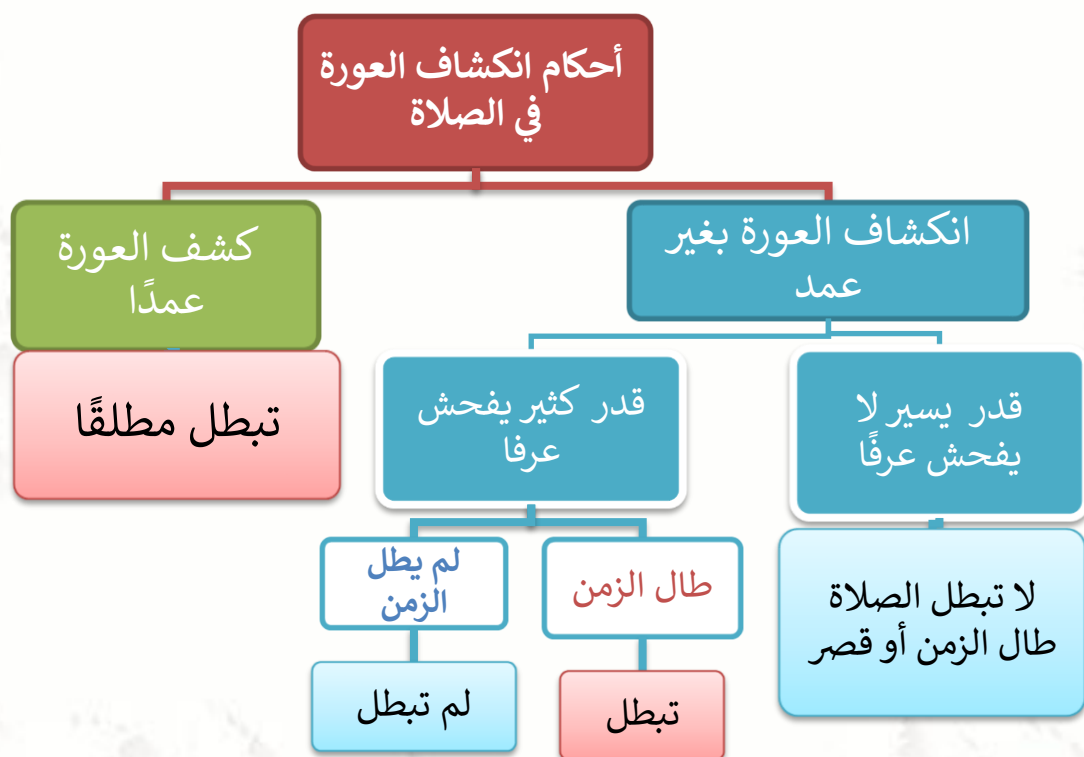 أحكام انكشاف العورة
في الصلاة
انكشاف العورة بغير
عمد
كشف العورة
عمدًا
قدر يسير لا
يفحش عرفًا
قدر كثير يفحش
عرفا
تبطل مطلقًا
طال الزمن
لم يطل
الزمن
لا تبطل الصلاة
طال الزمن أو قصر
تبطل
لم تبطل